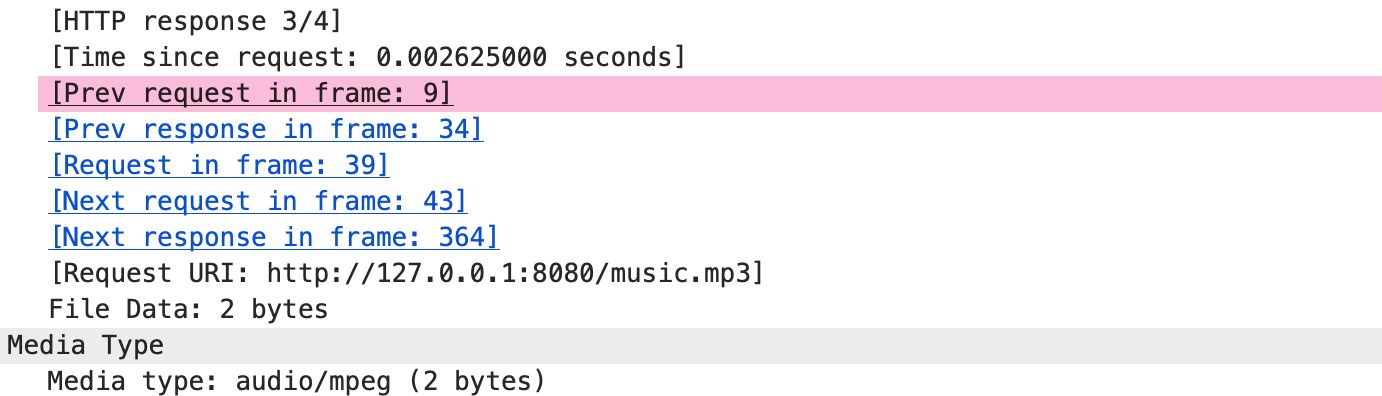 [HTTP response 3/4]
[Time since request: 0.002625000 seconds]
[Prev request in frame: 9]
[Prev response in frame: 34]
[Request in frame: 39]
[Next request in frame: 43]
[Next response in frame: 364]
[Request URI: http://127.0.0.1:8080/music.mp3]
File Data: 2 bytes
Media Type
Media type: audio/mpeg (2 bytes)